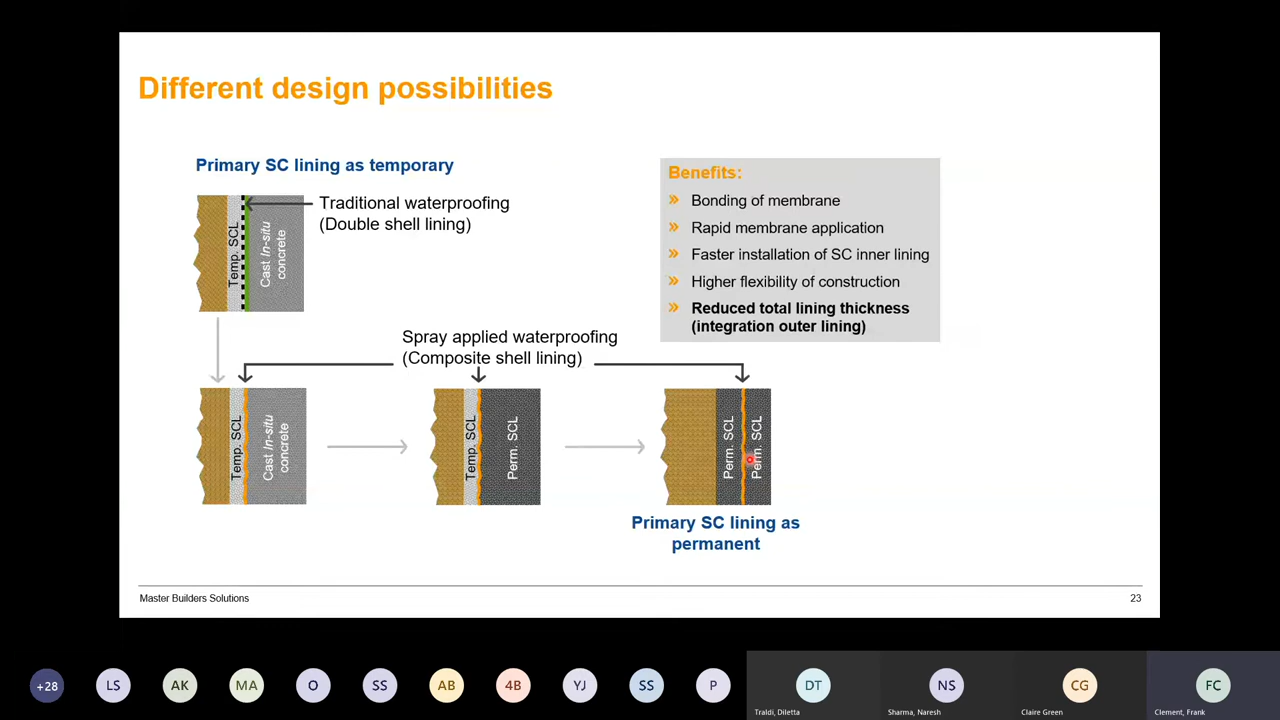 Different design possibilities
Primary SC lining as temporary
Temp. SCL
Cast In-situ
concrete
Traditional waterproofing
(Double shell lining)
Benefits:
Bonding of membrane
Rapid membrane application
Faster installation of SC inner lining
Higher flexibility of construction
Reduced total lining thickness
(integration outer lining)
Spray applied waterproofing
(Composite shell lining)
Temp. SCL
Cast In-situ
concrete
Temp. SCL
Perm. SCL
Perm. SCL
Perm. SCL
Primary SC lining as
permanent
Master Builders Solutions
23
+28
LS
AK
MA
O
SS
AB
4B
YJ
SS
P
DT
Traldi, Diletta
NS
Sharma, Naresh
CG
Claire Green
FC
Clement, Frank